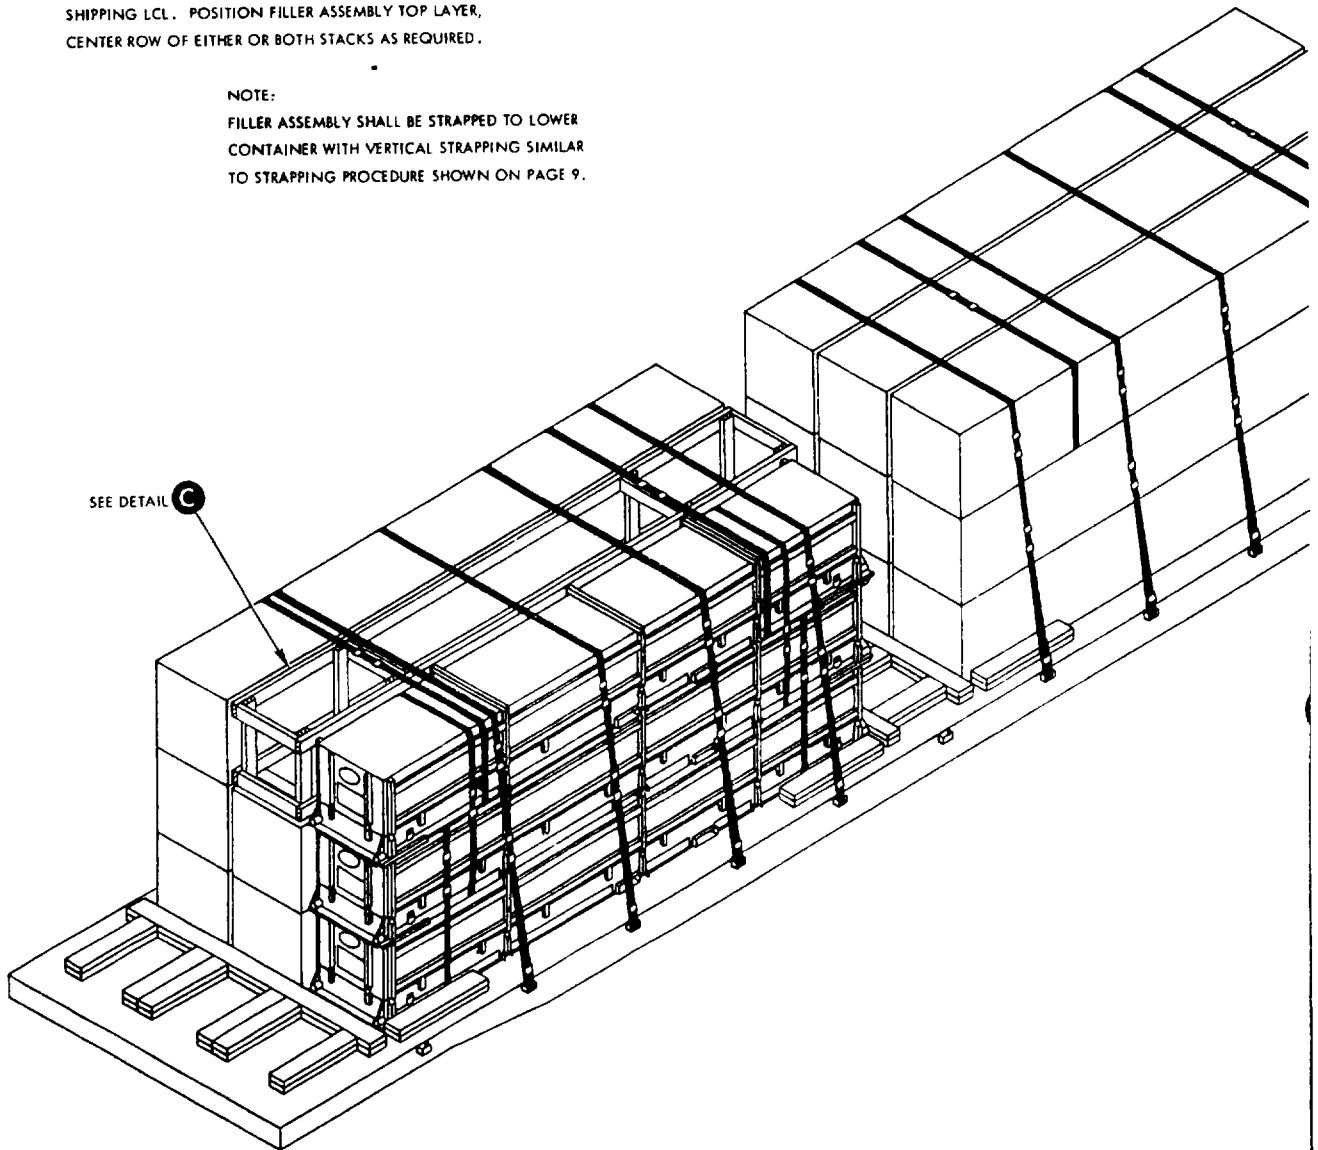 SHIPPING LCL. POSITION FILLER ASSEMBLY TOP LAYER,
CENTER ROW OF EITHER OR BOTH STACKS AS REQUIRED.
NOTE:
FILLER ASSEMBLY SHALL BE STRAPPED TO LOWER
CONTAINER WITH VERTICAL STRAPPING SIMILAR
TO STRAPPING PROCEDURE SHOWN ON PAGE 9.
SEE DETAIL C